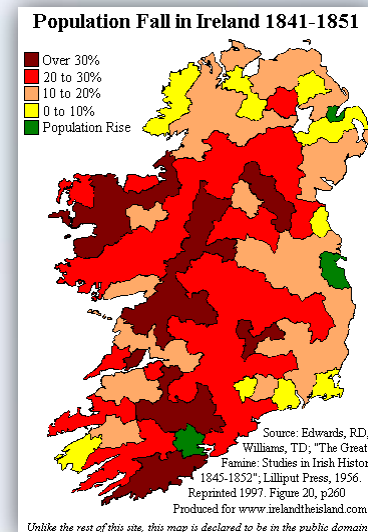 Population Fall in Ireland 1841-1851
Over 30%
20 to 30%
10 to 20%
0 to 10%
Population Rise
Source: Edwards, RD,
Williams, TD; "The Great
Famine: Studies in Irish Histor
1845-1852"; Lilliput Press, 1956.
Reprinted 1997. Figure 20, p260
Produced for www.irelandtheisland.com
Unlike the rest of this site, this map is declared to be in the public domain